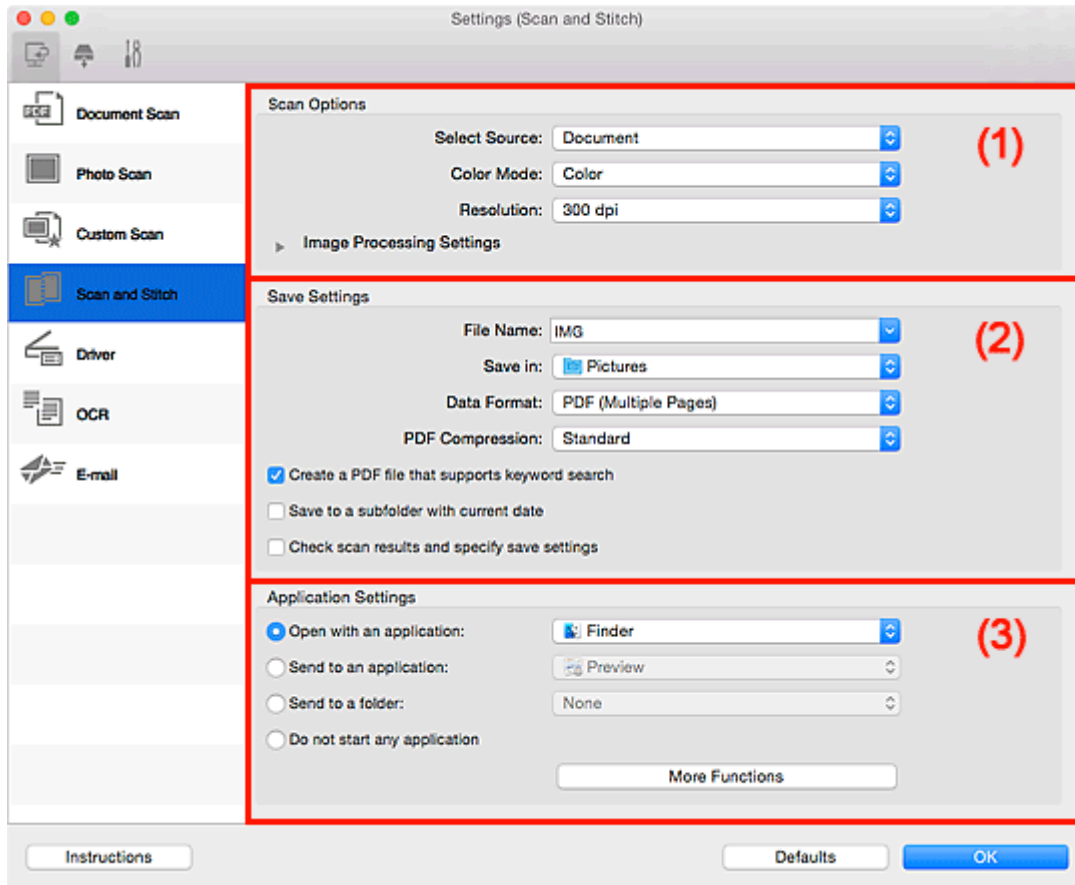 Settings (Scan and Stitch)
Document Scan
Photo Scan
Custom Scan
Scan and Stitch
Driver
OCR
E-mail
Scan Options
(1)
Select Source: Document
Color Mode: Color
Resolution: 300 dpi
Image Processing Settings
Save Settings
(2)
File Name: IMG
Save in: Pictures
Data Format: PDF (Multiple Pages)
PDF Compression: Standard
Create a PDF file that supports keyword search
Save to a subfolder with current date
Check scan results and specify save settings
Application Settings
(3)
Open with an application: Finder
Send to an application: Preview
Send to a folder: None
Do not start any application
More Functions
Instructions
Defaults
OK